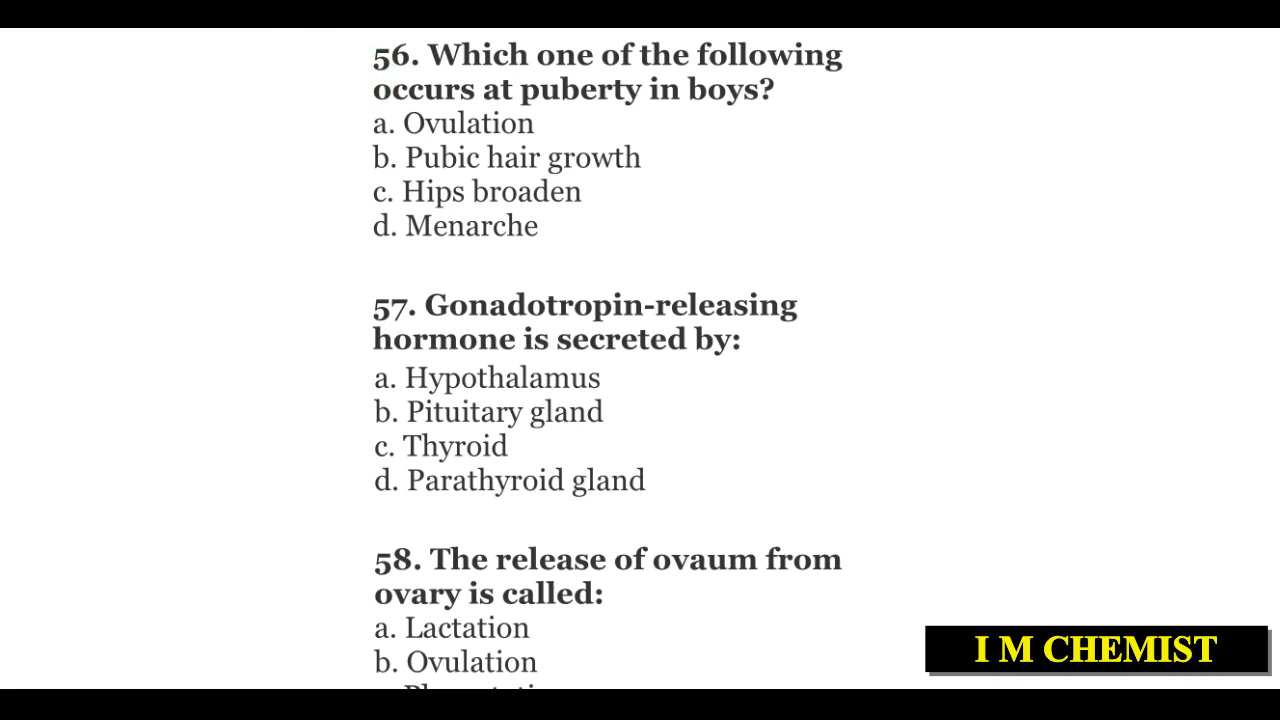 56. Which one of the following
occurs at puberty in boys?
a. Ovulation
b. Pubic hair growth
c. Hips broaden
d. Menarche
57. Gonadotropin-releasing
hormone is secreted by:
a. Hypothalamus
b. Pituitary gland
c. Thyroid
d. Parathyroid gland
58. The release of ovaum from
ovary is called:
a. Lactation
b. Ovulation
I M CHEMIST